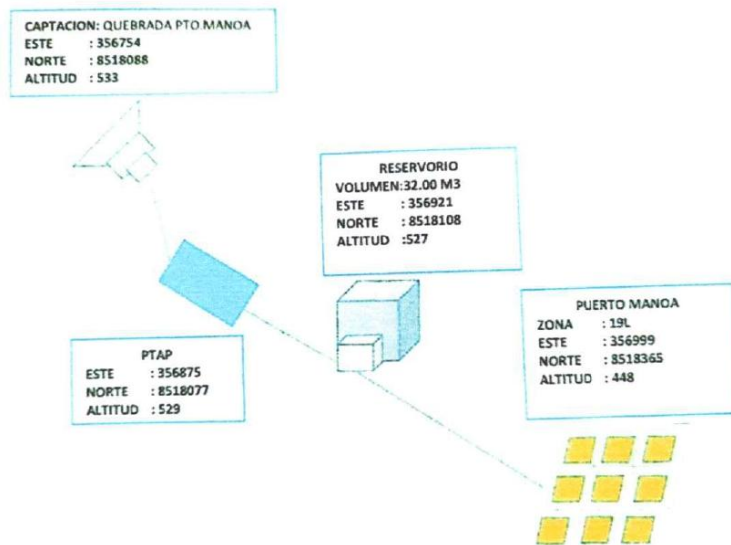 CAPTACION: QUEBRADA PTO.MANOA
ESTE : 356754
NORTE : 8518088
ALTITUD : 533
RESERVORIO
VOLUMEN:32.00 M3
ESTE : 356921
NORTE : 8518108
ALTITUD :527
PUERTO MANOA
ZONA : 19L
ESTE : 356999
NORTE : 8518365
ALTITUD : 448
PTAP
ESTE : 356875
NORTE : 8518077
ALTITUD : 529